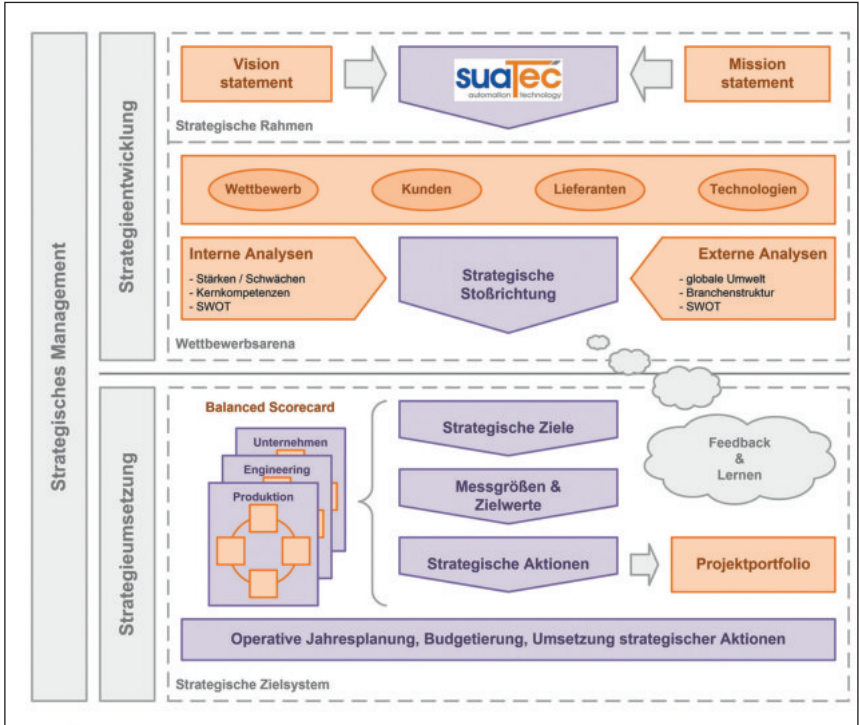 Strategisches Management
Strategieentwicklung
Vision
statement
suaTeć
automation technology
Mission
statement
Strategische Rahmen
Wettbewerb
Kunden
Lieferanten
Technologien
Interne Analysen
- Stärken / Schwächen
- Kernkompetenzen
- SWOT
Strategische
Stoßrichtung
Externe Analysen
- globale Umwelt
- Branchenstruktur
- SWOT
Wettbewerbsarena
Strategieumsetzung
Balanced Scorecard
Unternehmen
Engineering
Produktion
Strategische Ziele
Messgrößen &
Zielwerte
Strategische Aktionen
Projektportfolio
Feedback
&
Lernen
Operative Jahresplanung, Budgetierung, Umsetzung strategischer Aktionen
Strategische Zielsystem